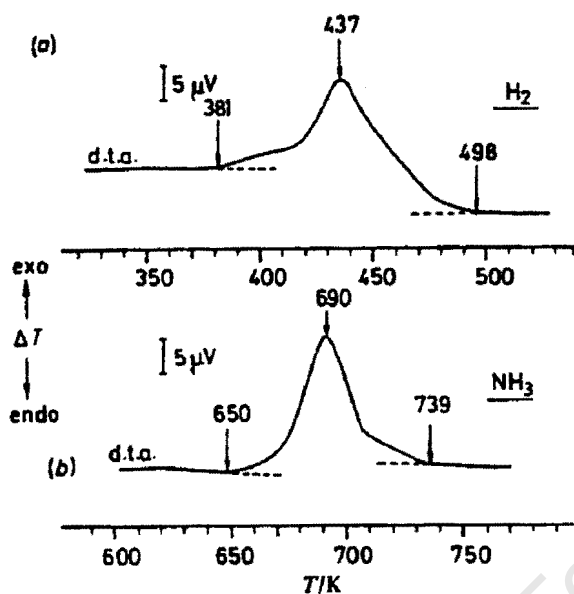 (a)
437
5 μV
381
H₂
d.t.a.
498
350 400 450 500
exo
ΔT
endo
690
5 μV
NH₃
650
739
d.t.a.
(b)
600 650 700 750
T/K